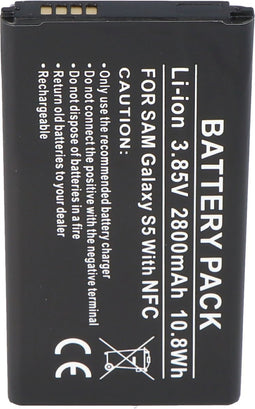 BATTERY PACK
Li-ion 3.85V 2800mAh 10.8Wh
FOR SAM Galaxy S5 With NFC
CAUTION:
• Only use the recommended battery charger
• Do not connect the positive with the negative terminal
• Do not dispose of batteries in a fire
• Return old batteries to your dealer
• Rechargeable
CE